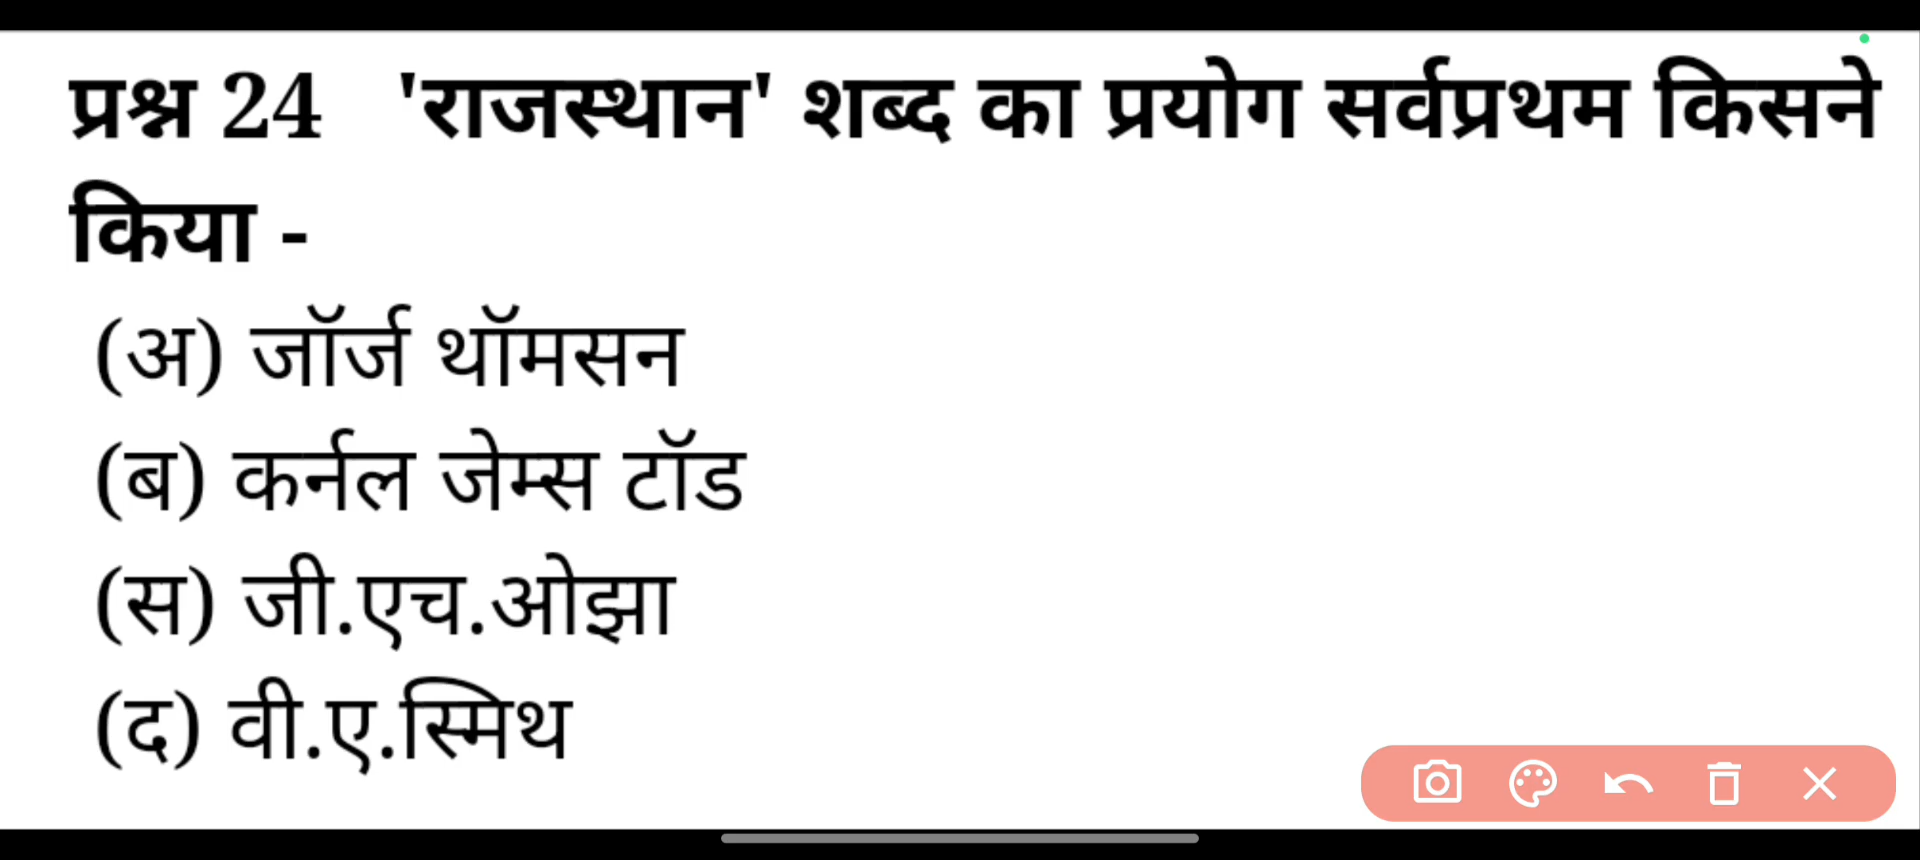 प्रश्न 24 'राजस्थान' शब्द का प्रयोग सर्वप्रथम किसने
किया -
(अ) जॉर्ज थॉमसन
(ब) कर्नल जेम्स टॉड
(स) जी.एच.ओझा
(द) वी.ए.स्मिथ